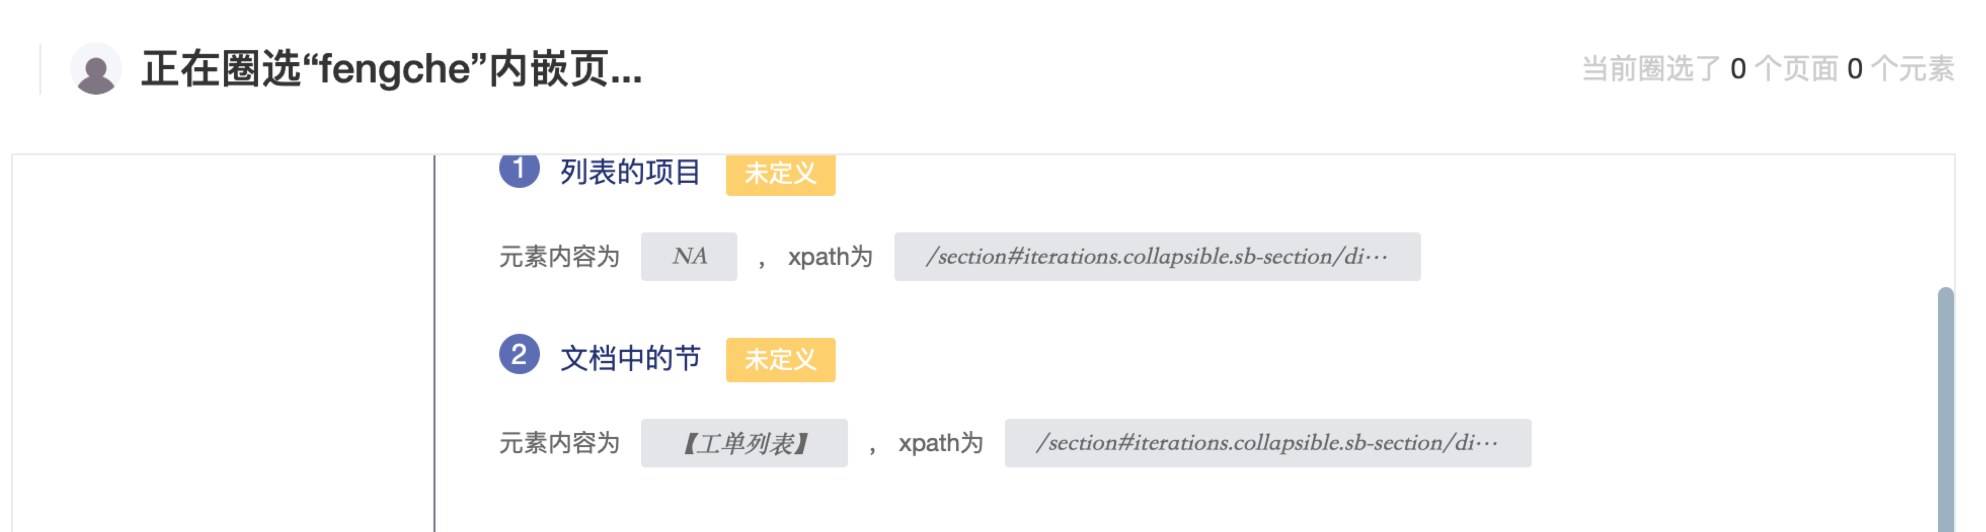 正在圈选“fengche”内嵌页...
当前圈选了 0 个页面 0 个元素
1 列表的项目 未定义
元素内容为 NA ， xpath为 /section#iterations.collapsible.sb-section/di···
2 文档中的节 未定义
元素内容为 【工单列表】 ， xpath为 /section#iterations.collapsible.sb-section/di···